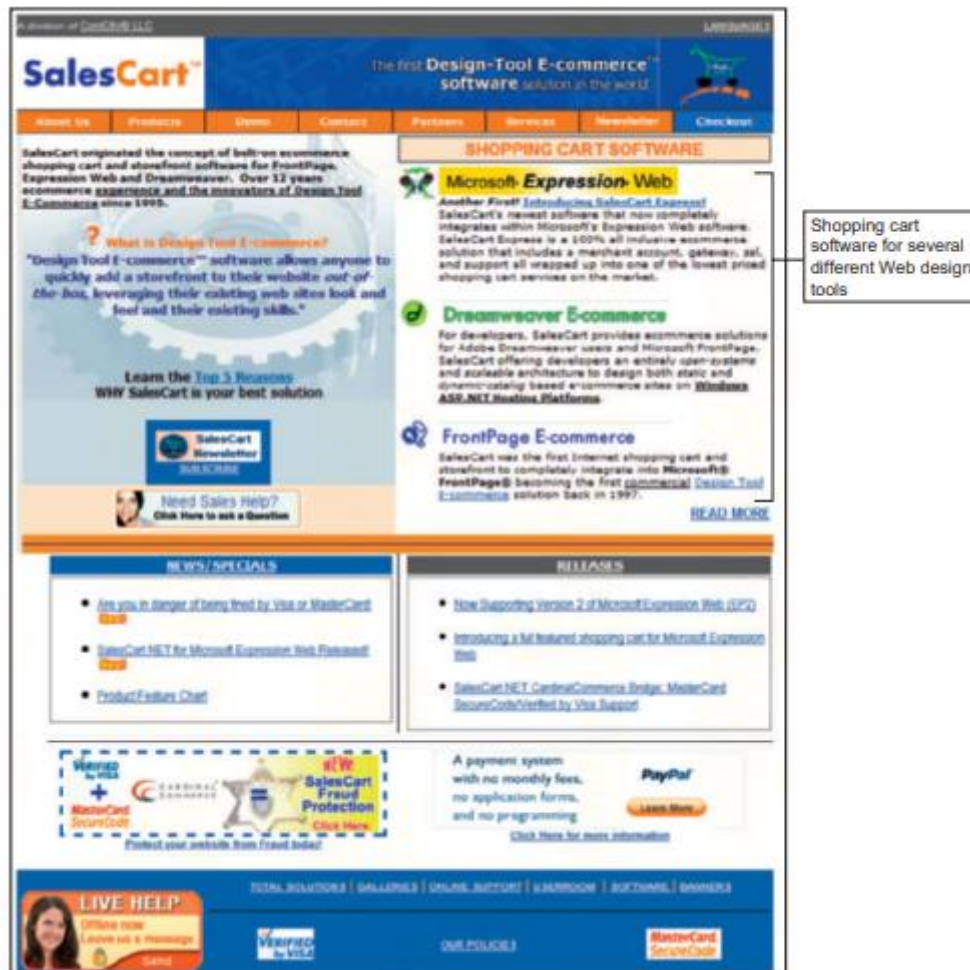 A division of ComCity® LLC
LANGUAGES
SalesCart™
The first Design-Tool E-commerce™
software solution in the world
About Us
Products
Demo
Contact
Partners
Services
Newsletter
Checkout
SalesCart originated the concept of bolt-on ecommerce
shopping cart and storefront software for FrontPage,
Expression Web and Dreamweaver. Over 12 years
ecommerce experience and the innovators of Design Tool
E-Commerce since 1995.
? What is Design Tool E-commerce?
"Design Tool E-commerce™ software allows anyone to
quickly add a storefront to their website out-of-
the-box, leveraging their existing web sites look and
feel and their existing skills."
Learn the Top 5 Reasons
WHY SalesCart is your best solution
SalesCart
Newsletter
SUBSCRIBE
Need Sales Help?
Click Here to ask a Question
SHOPPING CART SOFTWARE
Microsoft® Expression® Web
Another First! Introducing SalesCart Express!
SalesCart's newest software that now completely
integrates within Microsoft's Expression Web software.
SalesCart Express is a 100% all inclusive ecommerce
solution that includes a merchant account, gateway, ssl,
and support all wrapped up into one of the lowest priced
shopping cart services on the market.
Dreamweaver E-commerce
For developers, SalesCart provides ecommerce solutions
for Adobe Dreamweaver users and Microsoft FrontPage.
SalesCart offering developers an entirely open-systems
and scaleable architecture to design both static and
dynamic-catalog based e-commerce sites on Windows
ASP.NET Hosting Platforms.
FrontPage E-commerce
SalesCart was the first Internet shopping cart and
storefront to completely integrate into Microsoft®
FrontPage® becoming the first commercial Design Tool
E-commerce solution back in 1997.
READ MORE
Shopping cart
software for several
different Web design
tools
NEWS/SPECIALS
Are you in danger of being fined by Visa or MasterCard!
SalesCart NET for Microsoft Expression Web Released!
Product Feature Chart
RELEASES
Now Supporting Version 2 of Microsoft Expression Web (SP2)
Introducing a full featured shopping cart for Microsoft Expression
Web
SalesCart NET CardinalCommerce Bridge: MasterCard
SecureCode/Verified by Visa Support
VERIFIED
by VISA
+
MasterCard
SecureCode
CARDINAL
COMMERCE
NEW
SalesCart
Fraud
Protection
Click Here
Protect your website from Fraud today!
A payment system
with no monthly fees,
no application forms,
and no programming
PayPal
Learn More
Click Here for more information
TOTAL SOLUTIONS | GALLERIES | ONLINE SUPPORT | USERROOM | SOFTWARE | BANNERS
LIVE HELP
Offline now
Leave us a message
Send
VERIFIED
by VISA
OUR POLICIES
MasterCard
SecureCode